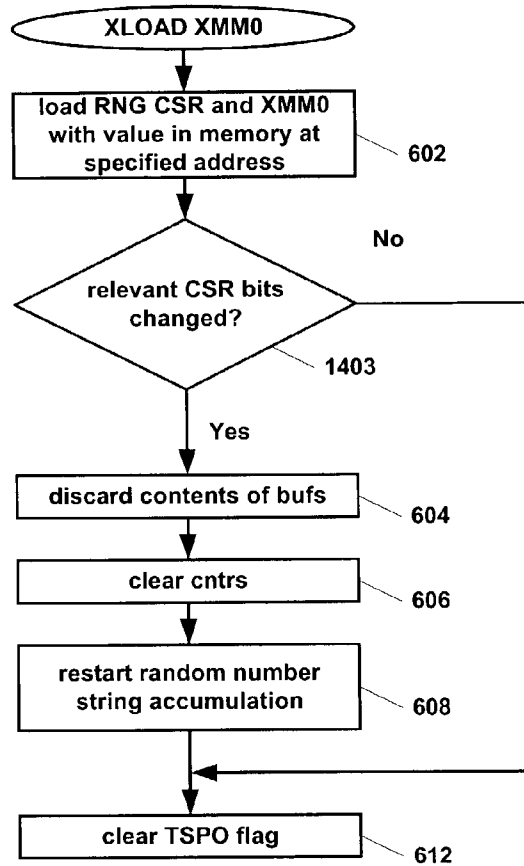 XLOAD XMM0
load RNG CSR and XMM0
with value in memory at
specified address
602
No
relevant CSR bits
changed?
1403
Yes
discard contents of bufs
604
clear cntrs
606
restart random number
string accumulation
608
clear TSPO flag
612